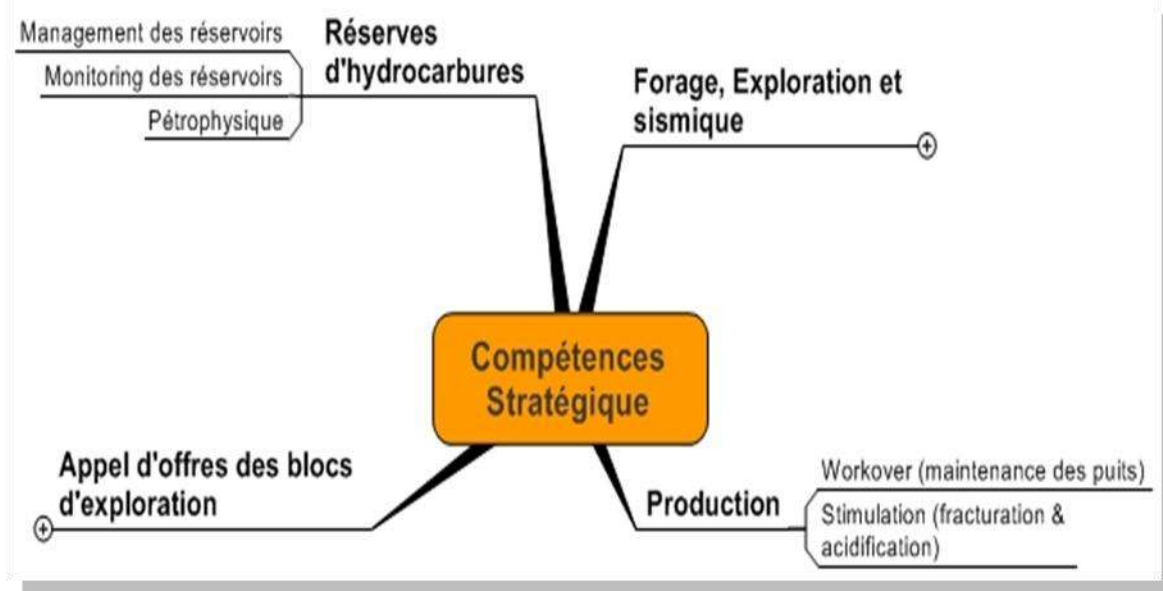 Management des réservoirs
Monitoring des réservoirs
Pétrophysique
Réserves
d'hydrocarbures
Forage, Exploration et
sismique
Compétences
Stratégique
Appel d'offres des blocs
d'exploration
Production
Workover (maintenance des puits)
Stimulation (fracturation &
acidification)